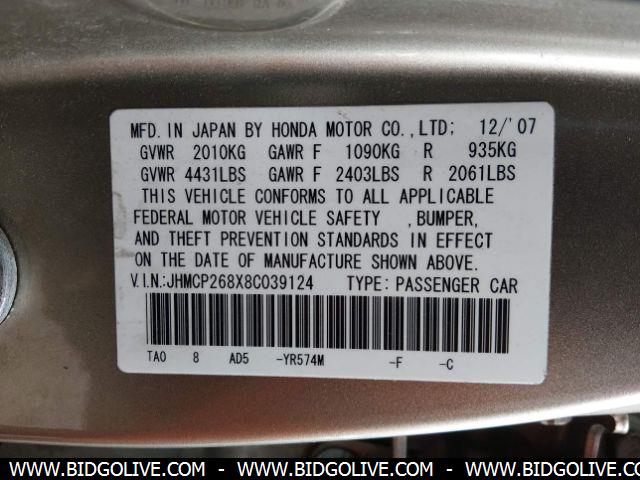 MFD. IN JAPAN BY HONDA MOTOR CO., LTD; 12/'07
GVWR 2010KG GAWR F 1090KG R 935KG
GVWR 4431LBS GAWR F 2403LBS R 2061LBS
THIS VEHICLE CONFORMS TO ALL APPLICABLE
FEDERAL MOTOR VEHICLE SAFETY , BUMPER,
AND THEFT PREVENTION STANDARDS IN EFFECT
ON THE DATE OF MANUFACTURE SHOWN ABOVE.
V.I.N.:JHMCP268X8C039124 TYPE: PASSENGER CAR
TA0 8 AD5 -YR574M -F -C
WWW.BIDGOLIVE.COM - WWW.BIDGOLIVE.COM - WWW.BIDGOLIVE.COM